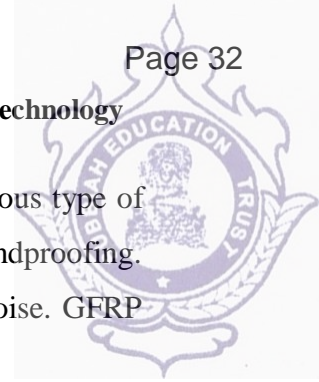 Page 32
echnology
EDUCATION TRUST
ous type of
ndproofing.
oise. GFRP